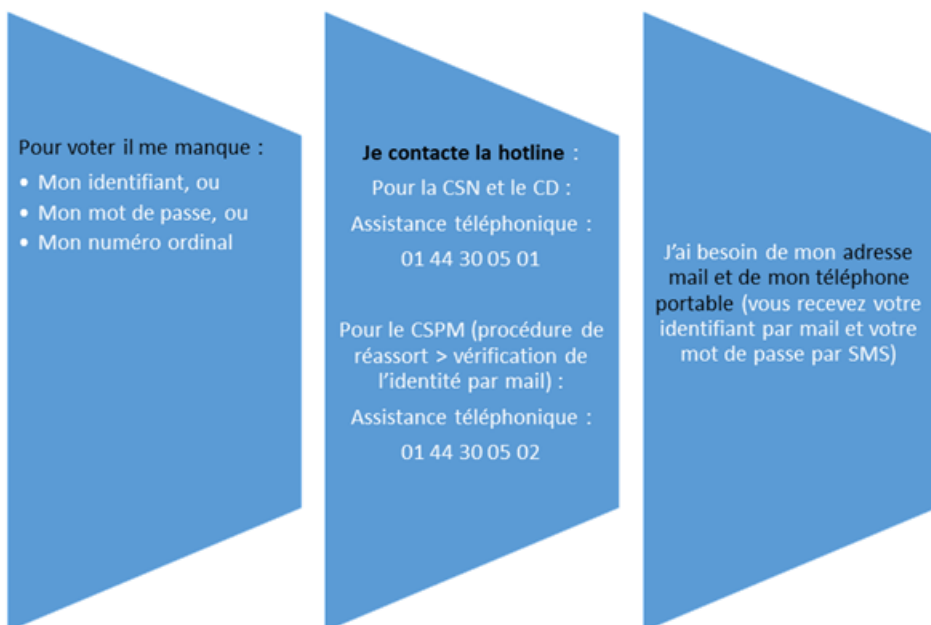 Pour voter il me manque :
• Mon identifiant, ou
• Mon mot de passe, ou
• Mon numéro ordinal
Je contacte la hotline :
Pour la CSN et le CD :
Assistance téléphonique :
01 44 30 05 01
Pour le CSPM (procédure de
réassort > vérification de
l’identité par mail) :
Assistance téléphonique :
01 44 30 05 02
J’ai besoin de mon adresse
mail et de mon téléphone
portable (vous recevez votre
identifiant par mail et votre
mot de passe par SMS)